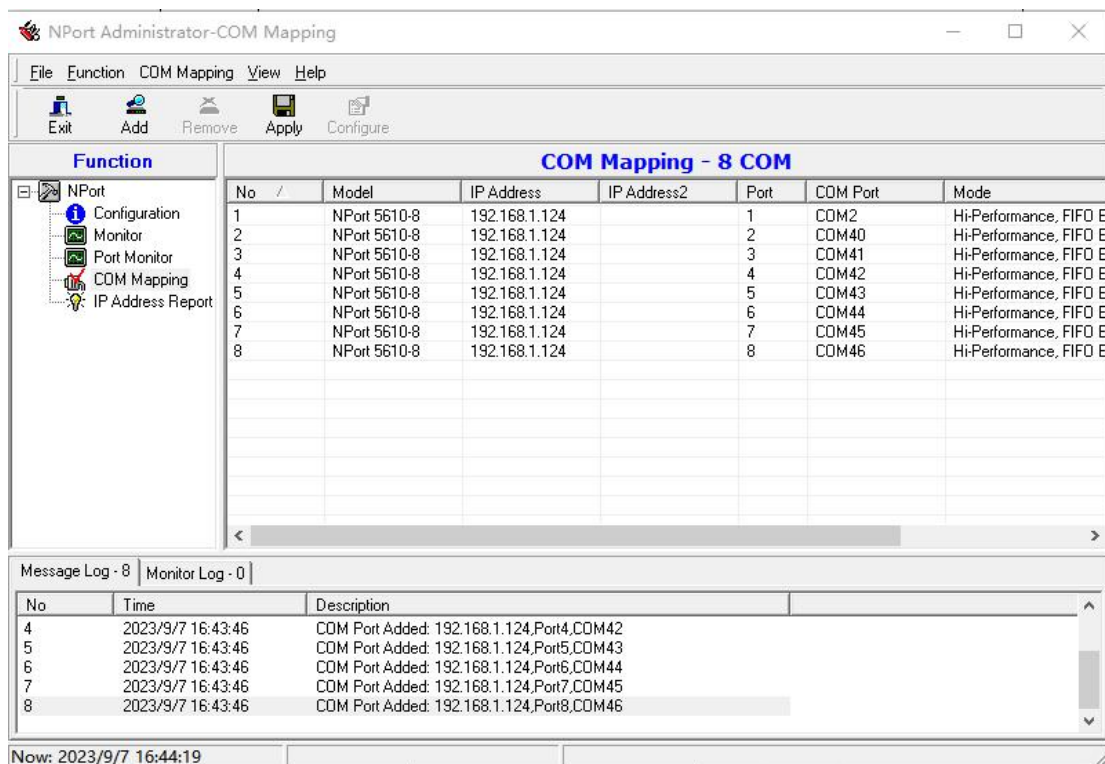 NPort Administrator-COM Mapping
File Function COM Mapping View Help
Exit Add Remove Apply Configure
Function
COM Mapping - 8 COM
NPort
Configuration
Monitor
Port Monitor
COM Mapping
IP Address Report
No Model IP Address IP Address2 Port COM Port Mode
1 NPort 5610-8 192.168.1.124 1 COM2 Hi-Performance, FIFO E
2 NPort 5610-8 192.168.1.124 2 COM40 Hi-Performance, FIFO E
3 NPort 5610-8 192.168.1.124 3 COM41 Hi-Performance, FIFO E
4 NPort 5610-8 192.168.1.124 4 COM42 Hi-Performance, FIFO E
5 NPort 5610-8 192.168.1.124 5 COM43 Hi-Performance, FIFO E
6 NPort 5610-8 192.168.1.124 6 COM44 Hi-Performance, FIFO E
7 NPort 5610-8 192.168.1.124 7 COM45 Hi-Performance, FIFO E
8 NPort 5610-8 192.168.1.124 8 COM46 Hi-Performance, FIFO E
Message Log - 8 Monitor Log - 0
No Time Description
4 2023/9/7 16:43:46 COM Port Added: 192.168.1.124,Port4,COM42
5 2023/9/7 16:43:46 COM Port Added: 192.168.1.124,Port5,COM43
6 2023/9/7 16:43:46 COM Port Added: 192.168.1.124,Port6,COM44
7 2023/9/7 16:43:46 COM Port Added: 192.168.1.124,Port7,COM45
8 2023/9/7 16:43:46 COM Port Added: 192.168.1.124,Port8,COM46
Now: 2023/9/7 16:44:19